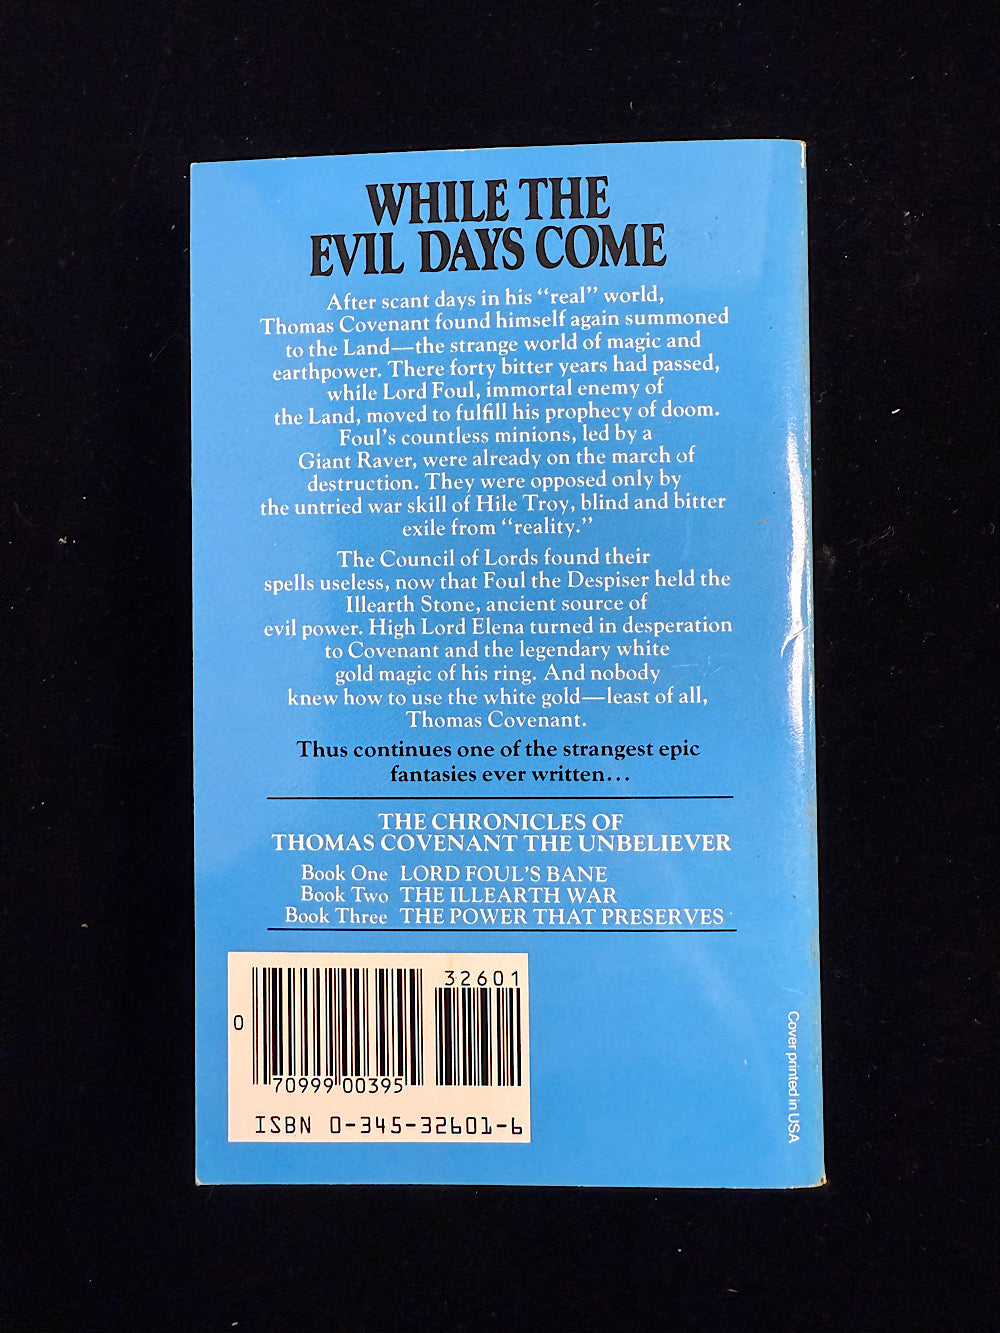 WHILE THE
EVIL DAYS COME
After scant days in his “real” world,
Thomas Covenant found himself again summoned
to the Land—the strange world of magic and
earthpower. There forty bitter years had passed,
while Lord Foul, immortal enemy of
the Land, moved to fulfill his prophecy of doom.
Foul’s countless minions, led by a
Giant Raver, were already on the march of
destruction. They were opposed only by
the untried war skill of Hile Troy, blind and bitter
exile from “reality.”
The Council of Lords found their
spells useless, now that Foul the Despiser held the
Illearth Stone, ancient source of
evil power. High Lord Elena turned in desperation
to Covenant and the legendary white
gold magic of his ring. And nobody
knew how to use the white gold—least of all,
Thomas Covenant.
Thus continues one of the strangest epic
fantasies ever written...
THE CHRONICLES OF
THOMAS COVENANT THE UNBELIEVER
Book One LORD FOUL’S BANE
Book Two THE ILLEARTH WAR
Book Three THE POWER THAT PRESERVES
32601
0
70999 00395
ISBN 0-345-32601-6
Cover printed in USA